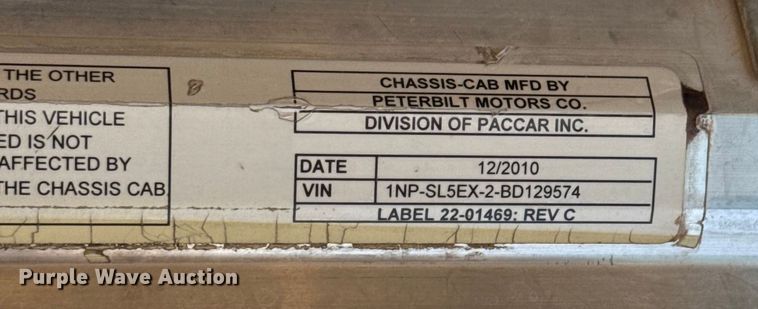 THE OTHER
RDS
THIS VEHICLE
ED IS NOT
AFFECTED BY
THE CHASSIS CAB
CHASSIS-CAB MFD BY
PETERBILT MOTORS CO.
DIVISION OF PACCAR INC.
DATE 12/2010
VIN 1NP-SL5EX-2-BD129574
LABEL 22-01469: REV C
Purple Wave Auction